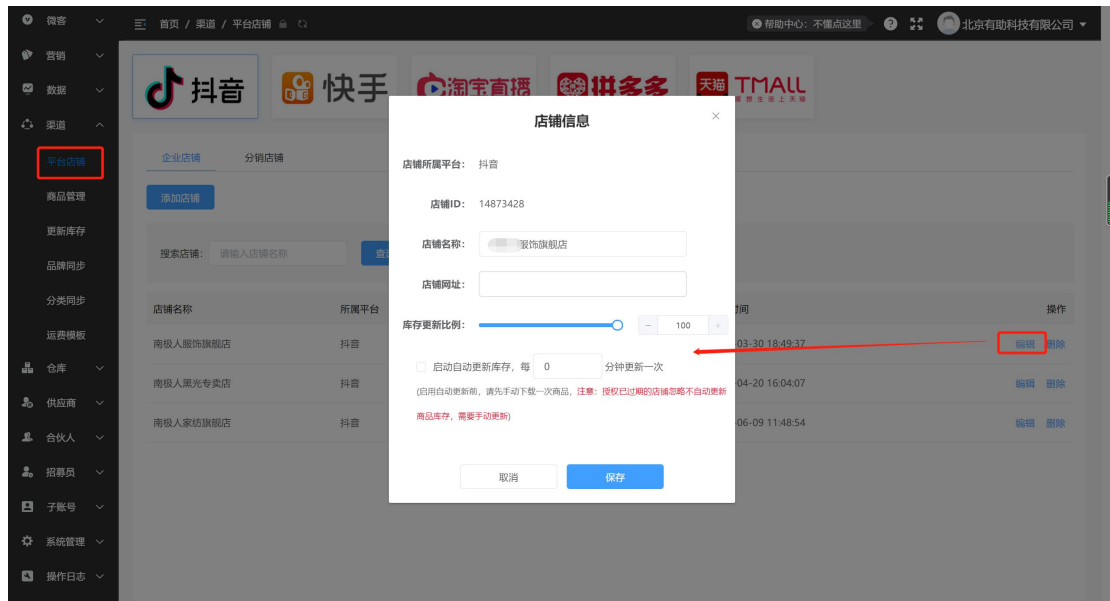 微客
首页 / 渠道 / 平台店铺
帮助中心：不懂点这里
北京有助科技有限公司
营销
数据
渠道
平台店铺
商品管理
更新库存
品牌同步
分类同步
运费模板
仓库
供应商
合伙人
招募员
子账号
系统管理
操作日志
抖音
快手
淘宝直播
拼多多
天猫 TMALL
企业店铺 分销店铺
添加店铺
搜索店铺： 请输入店铺名称
店铺名称 所属平台 时间 操作
南极人服饰旗舰店 抖音 03-30 18:49:37 编辑 删除
南极人黑光专卖店 抖音 -04-20 16:04:07 编辑 删除
南极人家纺旗舰店 抖音 -06-09 11:48:54 编辑 删除
店铺信息
店铺所属平台： 抖音
店铺ID： 14873428
店铺名称： 服饰旗舰店
店铺网址：
库存更新比例： - 100 +
启动自动更新库存，每 0 分钟更新一次
(启用自动更新前，请先手动下载一次商品，注意：授权已过期的店铺忽略不自动更新
商品库存，需要手动更新)
取消 保存